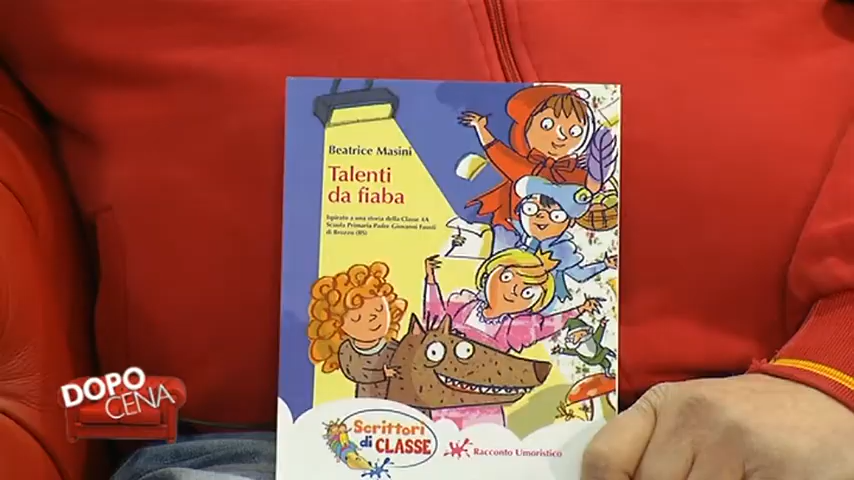 Beatrice Masini
Talenti
da fiaba
Ispirato a una storia della Classe 4A
Scuola Primaria Padre Giovanni Fausti
di Brozzo (BS)
Scrittori
di CLASSE
Racconto Umoristico
DOPO
CENA